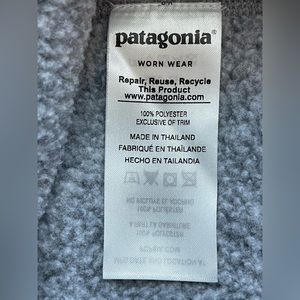 patagonia®
WORN WEAR
Repair, Reuse, Recycle
This Product
www.patagonia.com
100% POLYESTER
EXCLUSIVE OF TRIM
MADE IN THAILAND
FABRIQUÉ EN THAÏLANDE
HECHO EN TAILANDIA